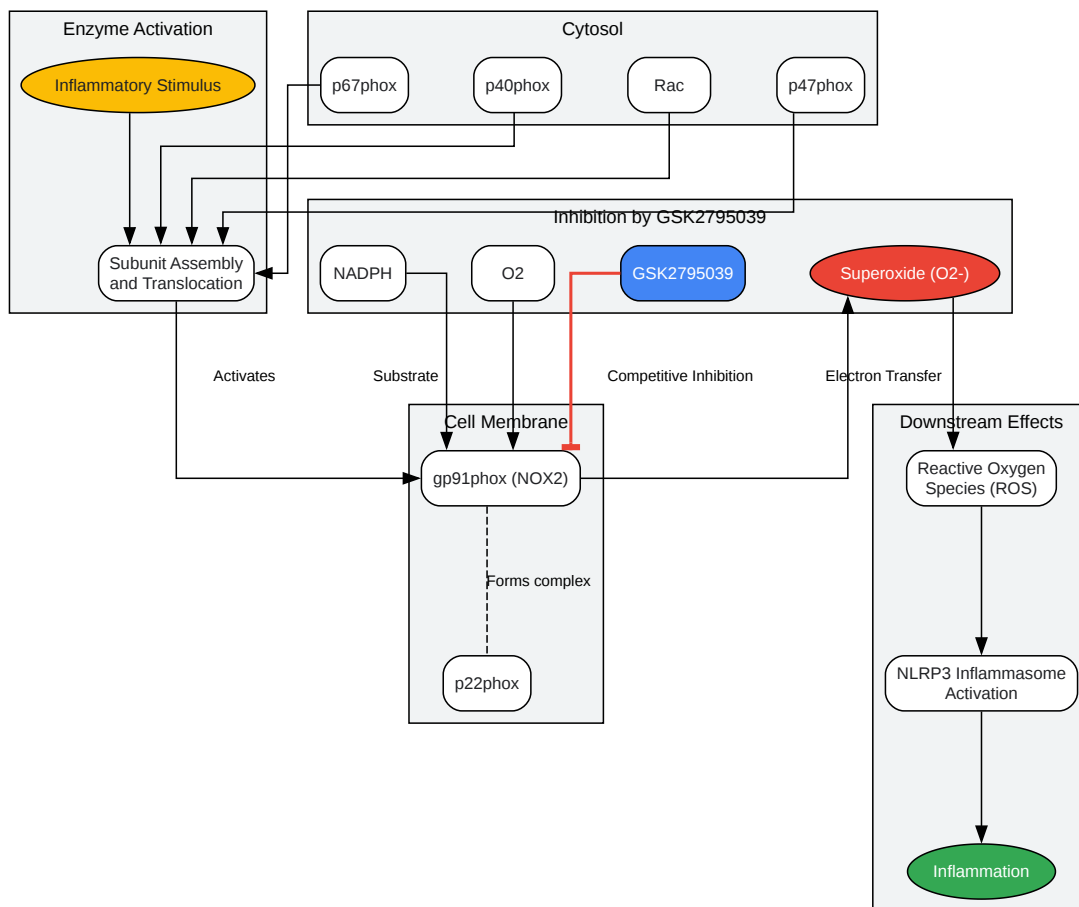 Enzyme Activation
Cytosol
Inflammatory Stimulus
p67phox
p40phox
Rac
p47phox
Inhibition by GSK2795039
Subunit Assembly
and Translocation
NADPH
O2
GSK2795039
Superoxide (O2-)
Activates
Substrate
Competitive Inhibition
Electron Transfer
Cell Membrane
Downstream Effects
gp91phox (NOX2)
Reactive Oxygen
Species (ROS)
Forms complex
p22phox
NLRP3 Inflammasome
Activation
Inflammation